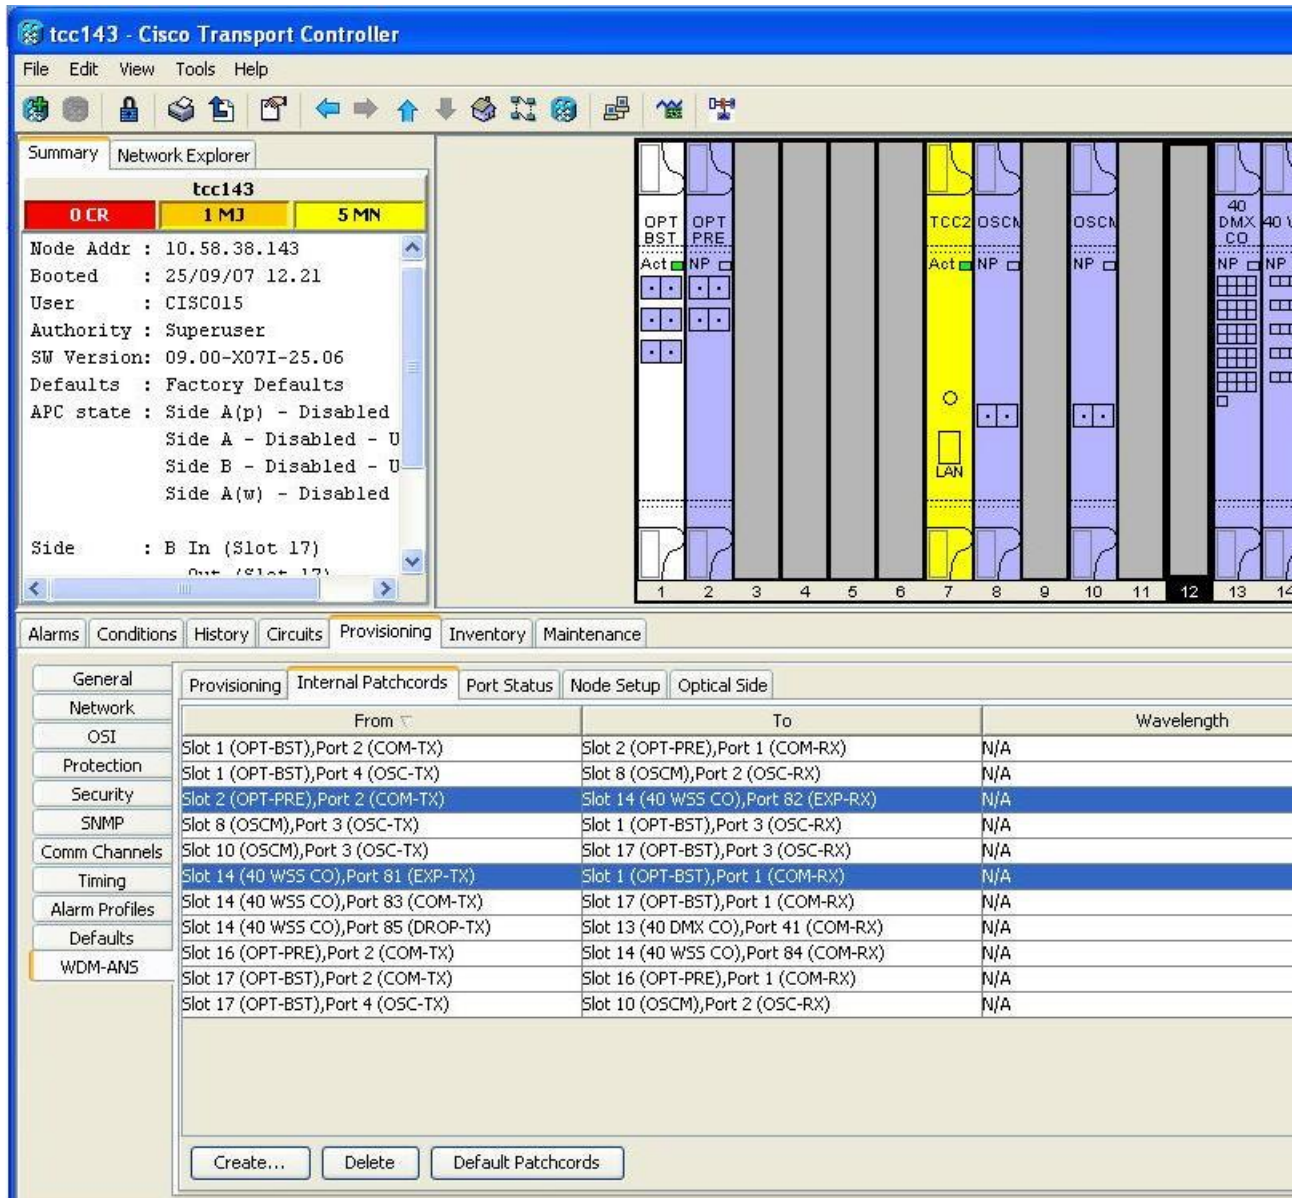 tcc143 - Cisco Transport Controller
File Edit View Tools Help
Summary Network Explorer
tcc143
0 CR 1 MJ 5 MN
Node Addr : 10.58.38.143
Booted : 25/09/07 12.21
User : CISCO15
Authority : Superuser
SW Version: 09.00-X07I-25.06
Defaults : Factory Defaults
APC state : Side A(p) - Disabled
Side A - Disabled - U
Side B - Disabled - U
Side A(w) - Disabled
Side : B In (Slot 17)
Out (Slot 17)
OPT BST OPT PRE TCC2 OSCM OSCM 40 DMX CO 40 W
Act NP Act NP NP NP NP
LAN
1 2 3 4 5 6 7 8 9 10 11 12 13 14
Alarms Conditions History Circuits Provisioning Inventory Maintenance
General
Network
OSI
Protection
Security
SNMP
Comm Channels
Timing
Alarm Profiles
Defaults
WDM-ANS
Provisioning Internal Patchcords Port Status Node Setup Optical Side
From To Wavelength
Slot 1 (OPT-BST),Port 2 (COM-TX) Slot 2 (OPT-PRE),Port 1 (COM-RX) N/A
Slot 1 (OPT-BST),Port 4 (OSC-TX) Slot 8 (OSCM),Port 2 (OSC-RX) N/A
Slot 2 (OPT-PRE),Port 2 (COM-TX) Slot 14 (40 WSS CO),Port 82 (EXP-RX) N/A
Slot 8 (OSCM),Port 3 (OSC-TX) Slot 1 (OPT-BST),Port 3 (OSC-RX) N/A
Slot 10 (OSCM),Port 3 (OSC-TX) Slot 17 (OPT-BST),Port 3 (OSC-RX) N/A
Slot 14 (40 WSS CO),Port 81 (EXP-TX) Slot 1 (OPT-BST),Port 1 (COM-RX) N/A
Slot 14 (40 WSS CO),Port 83 (COM-TX) Slot 17 (OPT-BST),Port 1 (COM-RX) N/A
Slot 14 (40 WSS CO),Port 85 (DROP-TX) Slot 13 (40 DMX CO),Port 41 (COM-RX) N/A
Slot 16 (OPT-PRE),Port 2 (COM-TX) Slot 14 (40 WSS CO),Port 84 (COM-RX) N/A
Slot 17 (OPT-BST),Port 2 (COM-TX) Slot 16 (OPT-PRE),Port 1 (COM-RX) N/A
Slot 17 (OPT-BST),Port 4 (OSC-TX) Slot 10 (OSCM),Port 2 (OSC-RX) N/A
Create... Delete Default Patchcords